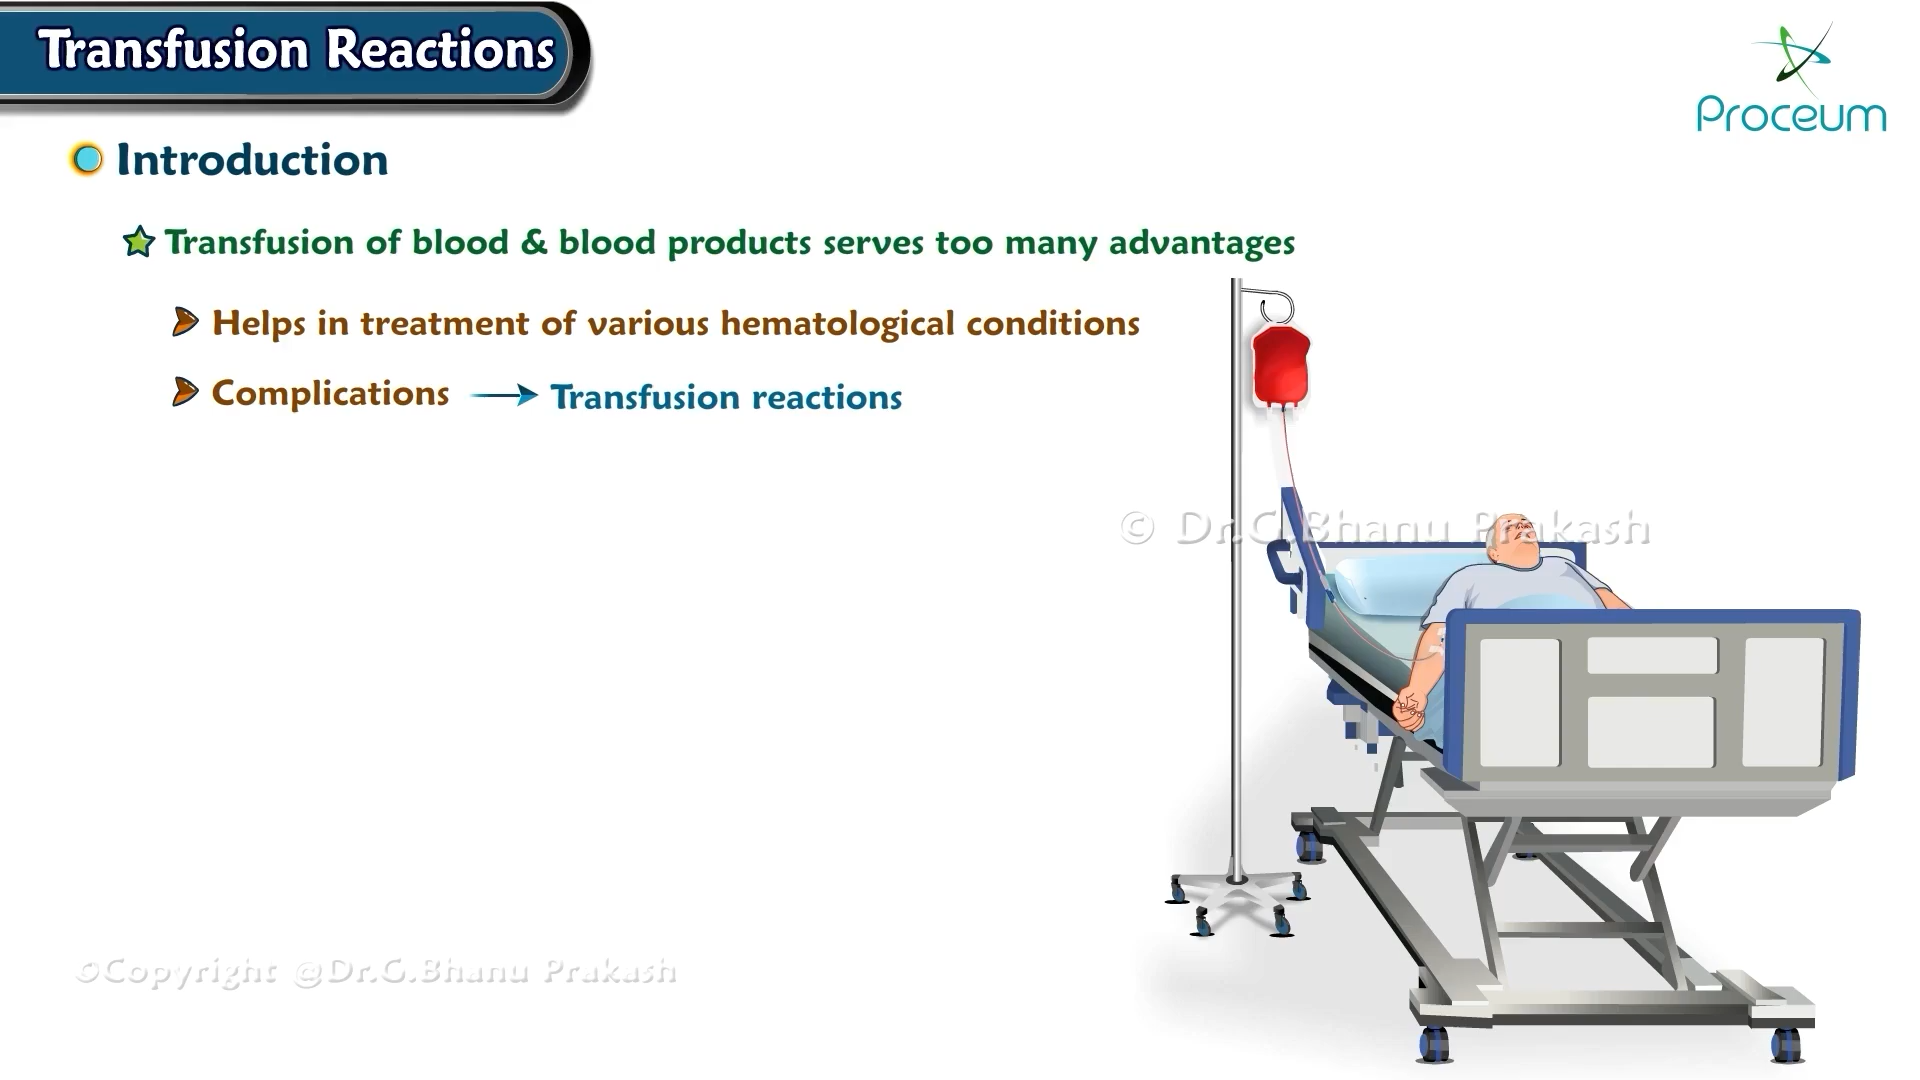 Transfusion Reactions
Proceum
Introduction
Transfusion of blood & blood products serves too many advantages
Helps in treatment of various hematological conditions
Complications → Transfusion reactions
© Dr.G.Bhanu Prakash
©Copyright @Dr.G.Bhanu Prakash